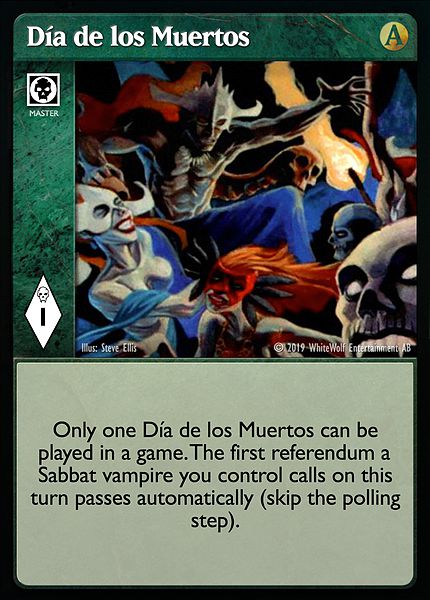 Día de los Muertos
A
MASTER
1
Illus: Steve Ellis
© 2019 WhiteWolf Entertainment AB
Only one Día de los Muertos can be
played in a game. The first referendum a
Sabbat vampire you control calls on this
turn passes automatically (skip the polling
step).